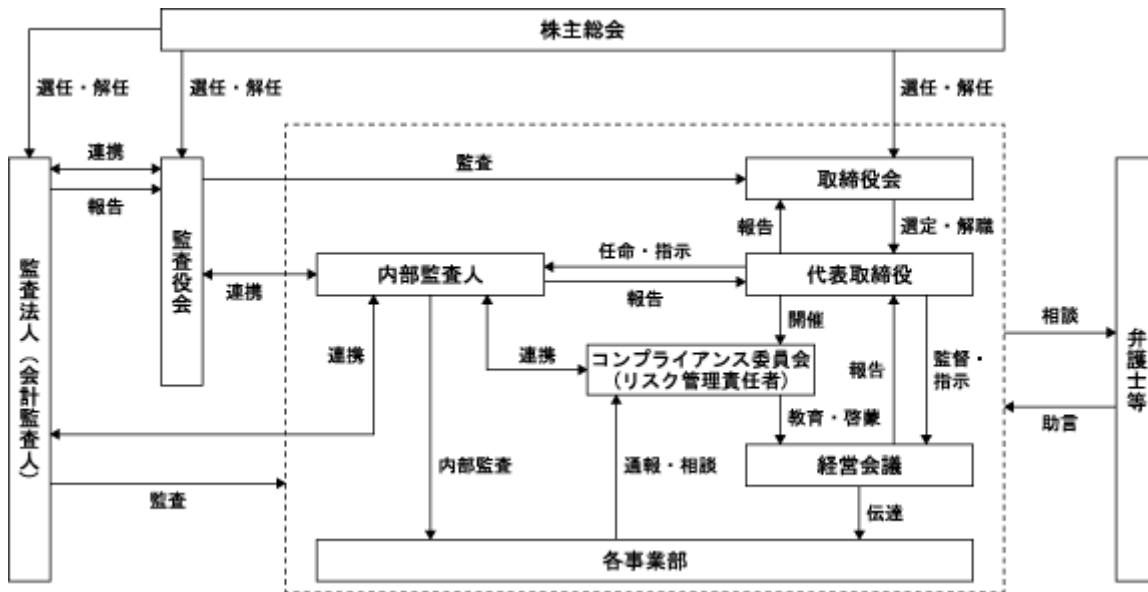 株主総会
選任・解任
選任・解任
選任・解任
連携
報告
監査
取締役会
監査法人（会計監査人）
監査役会
報告
選定・解職
任命・指示
内部監査人
代表取締役
連携
報告
開催
相談
弁護士等
連携
連携
コンプライアンス委員会
（リスク管理責任者）
報告
監督・
指示
教育・啓蒙
助言
内部監査
通報・相談
経営会議
監査
伝達
各事業部